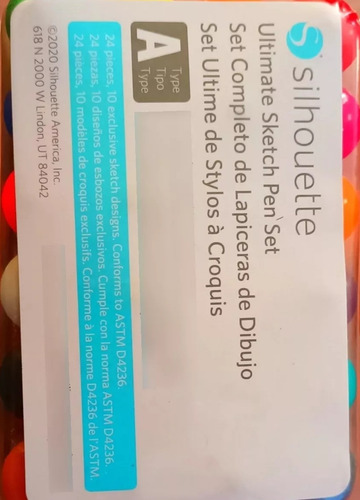 silhouette
Ultimate Sketch Pen Set
Set Completo de Lapiceras de Dibujo
Set Ultime de Stylos à Croquis
A
Type
Tipo
Type
24 pieces, 10 exclusive sketch designs. Conforms to ASTM D4236.
24 piezas, 10 diseños de esbozos exclusivos. Cumple con la norma ASTM D4236.
24 pièces, 10 modèles de croquis exclusifs. Conforme à la norme D4236 de l'ASTM.
©2020 Silhouette America, Inc.
618 N 2000 W Lindon, UT 84042